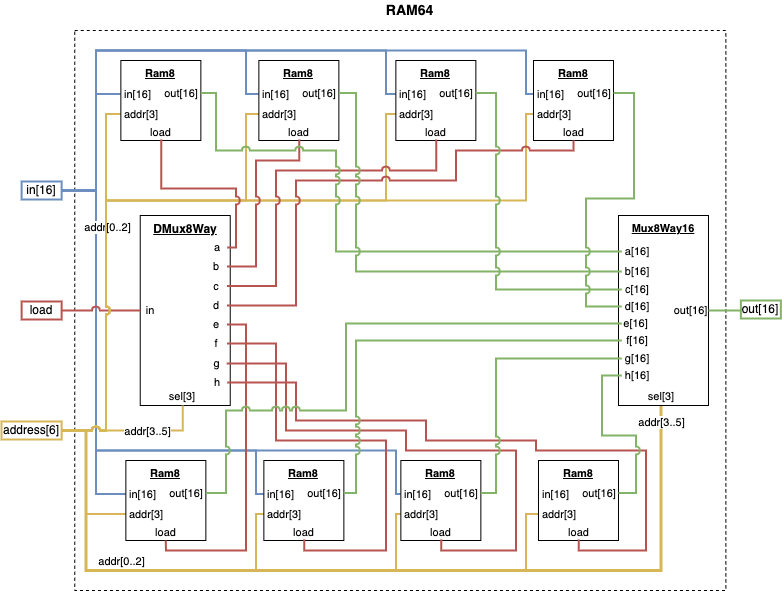 RAM64
Ram8 Ram8 Ram8 Ram8
in[16] out[16] in[16] out[16] in[16] out[16] in[16] out[16]
addr[3] addr[3] addr[3] addr[3]
load load load load
in[16]
addr[0..2] DMux8Way Mux8Way16
a a[16]
b b[16]
c c[16]
d d[16]
load in out[16] out[16]
e e[16]
f f[16]
g g[16]
h h[16]
sel[3] sel[3]
address[6] addr[3..5] addr[3..5]
Ram8 Ram8 Ram8 Ram8
in[16] out[16] in[16] out[16] in[16] out[16] in[16] out[16]
addr[3] addr[3] addr[3] addr[3]
load load load load
addr[0..2]